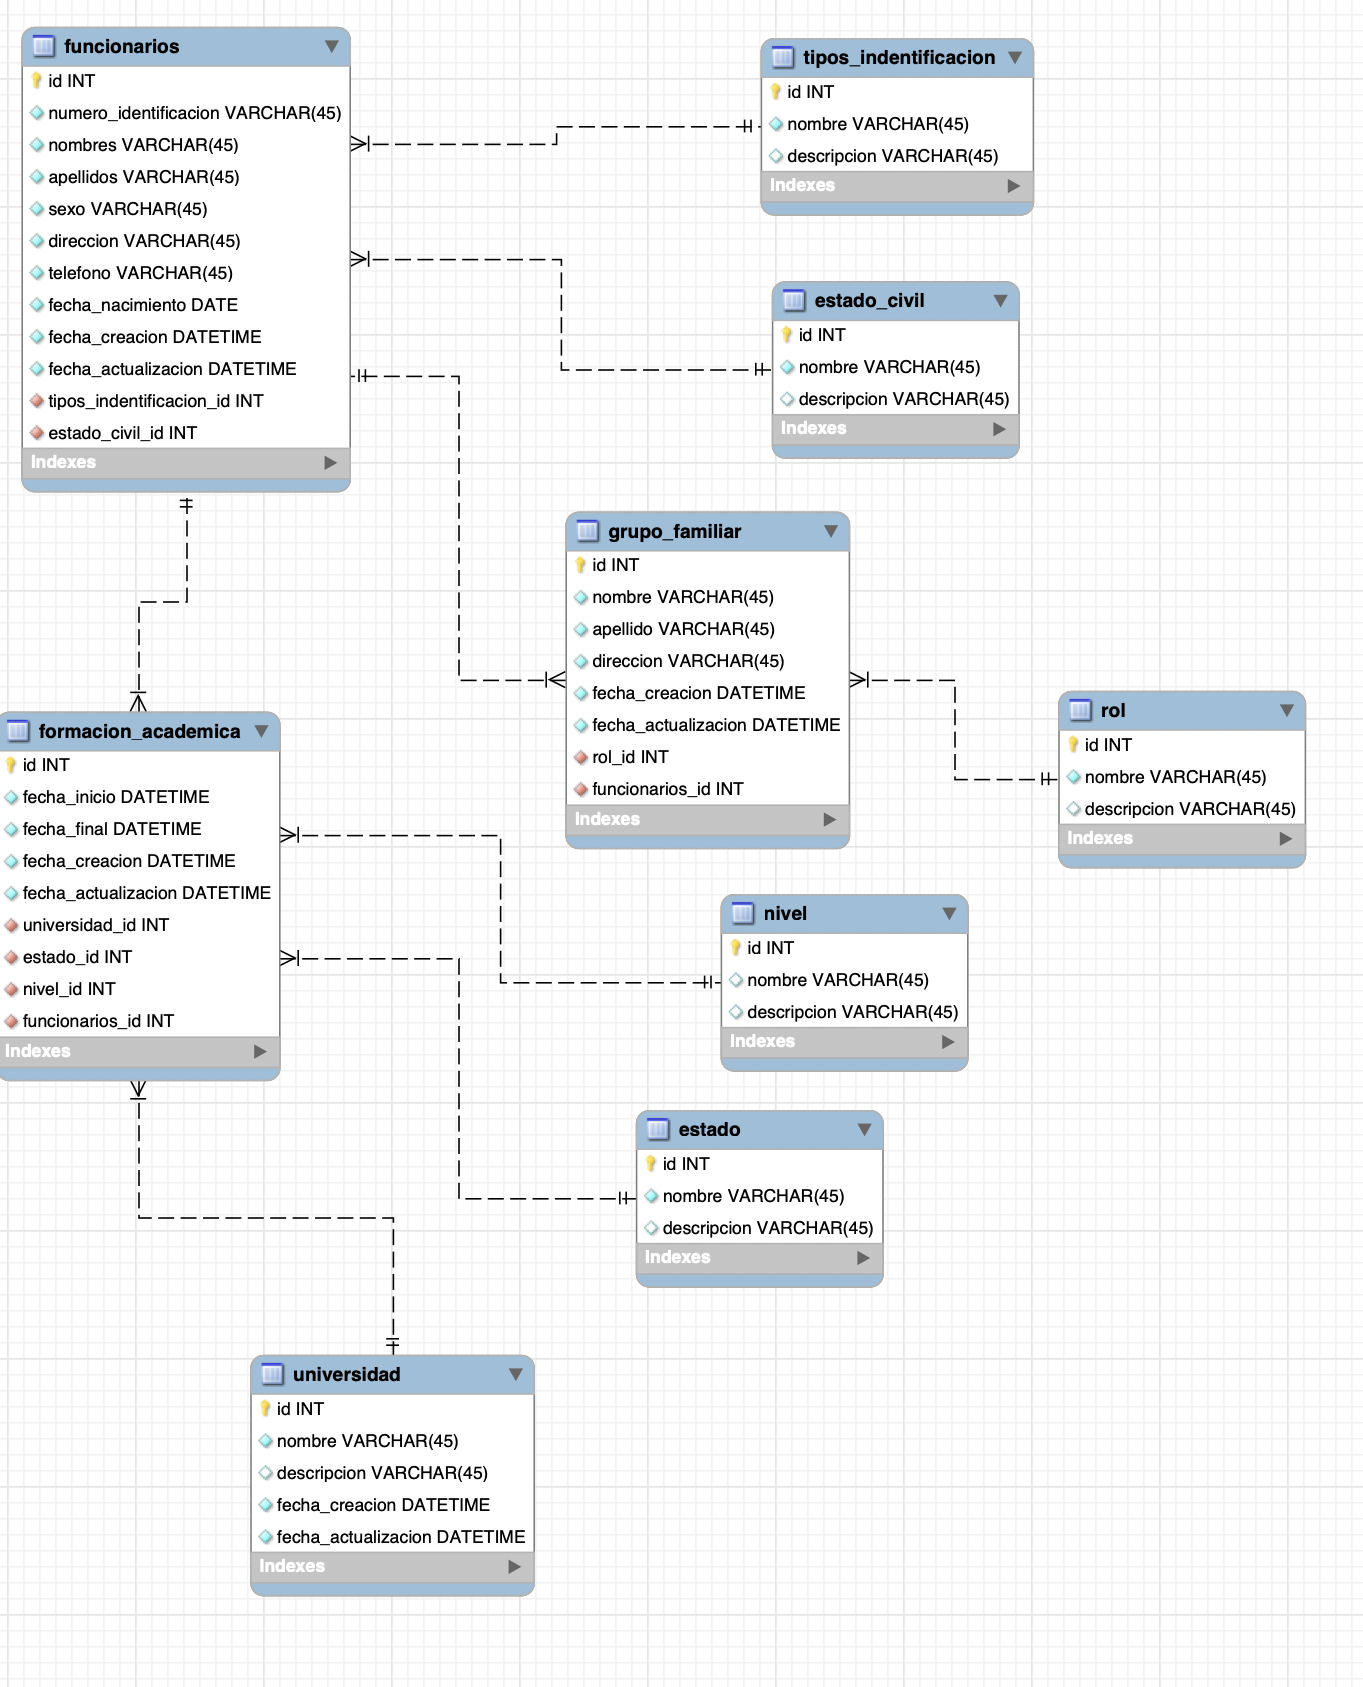 funcionarios
id INT
numero_identificacion VARCHAR(45)
nombres VARCHAR(45)
apellidos VARCHAR(45)
sexo VARCHAR(45)
direccion VARCHAR(45)
telefono VARCHAR(45)
fecha_nacimiento DATE
fecha_creacion DATETIME
fecha_actualizacion DATETIME
tipos_indentificacion_id INT
estado_civil_id INT
Indexes
tipos_indentificacion
id INT
nombre VARCHAR(45)
descripcion VARCHAR(45)
Indexes
estado_civil
id INT
nombre VARCHAR(45)
descripcion VARCHAR(45)
Indexes
grupo_familiar
id INT
nombre VARCHAR(45)
apellido VARCHAR(45)
direccion VARCHAR(45)
fecha_creacion DATETIME
fecha_actualizacion DATETIME
rol_id INT
funcionarios_id INT
Indexes
rol
id INT
nombre VARCHAR(45)
descripcion VARCHAR(45)
Indexes
formacion_academica
id INT
fecha_inicio DATETIME
fecha_final DATETIME
fecha_creacion DATETIME
fecha_actualizacion DATETIME
universidad_id INT
estado_id INT
nivel_id INT
funcionarios_id INT
Indexes
nivel
id INT
nombre VARCHAR(45)
descripcion VARCHAR(45)
Indexes
estado
id INT
nombre VARCHAR(45)
descripcion VARCHAR(45)
Indexes
universidad
id INT
nombre VARCHAR(45)
descripcion VARCHAR(45)
fecha_creacion DATETIME
fecha_actualizacion DATETIME
Indexes